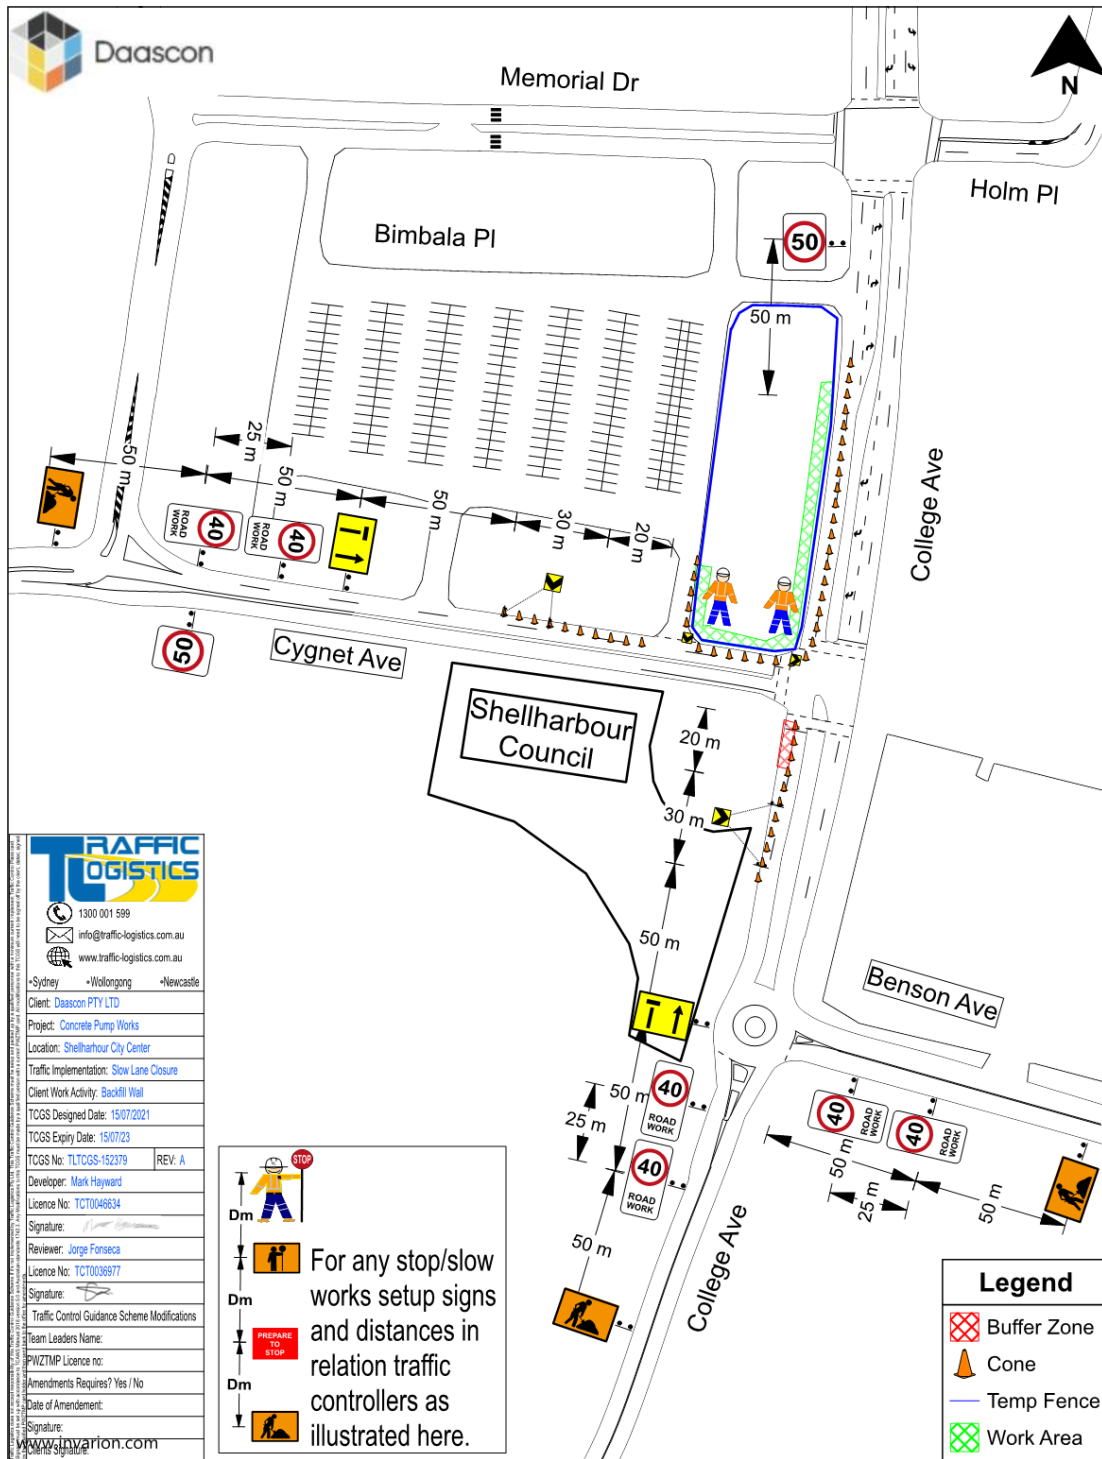 Daascon
Memorial Dr
N
Holm Pl
Bimbala Pl
50
50 m
College Ave
50 m
25 m
50 m
50 m
30 m
20 m
40
ROAD WORK
40
ROAD WORK
50
Cygnet Ave
Shellharbour
Council
20 m
30 m
50 m
Benson Ave
50 m
25 m
40
ROAD
WORK
40
ROAD
WORK
50 m
40
ROAD
WORK
40
ROAD
WORK
50 m
25 m
50 m
College Ave
TRAFFIC
LOGISTICS
1300 001 599
info@traffic-logistics.com.au
www.traffic-logistics.com.au
•Sydney •Wollongong •Newcastle
Client: Daascon PTY LTD
Project: Concrete Pump Works
Location: Shellharhour City Center
Traffic Implementation: Slow Lane Closure
Client Work Activity: Backfill Wall
TCGS Designed Date: 15/07/2021
TCGS Expiry Date: 15/07/23
TCGS No: TLTCGS-152379 REV: A
Developer: Mark Hayward
Licence No: TCT0046634
Signature:
Reviewer: Jorge Fonseca
Licence No: TCT0036977
Signature:
Traffic Control Guidance Scheme Modifications
Team Leaders Name:
PWZTMP Licence no:
Amendments Requires? Yes / No
Date of Amendement:
Signature:
www.invarion.com
Clients Signature:
STOP
Dm
Dm
PREPARE
TO
STOP
Dm
For any stop/slow
works setup signs
and distances in
relation traffic
controllers as
illustrated here.
Legend
Buffer Zone
Cone
Temp Fence
Work Area